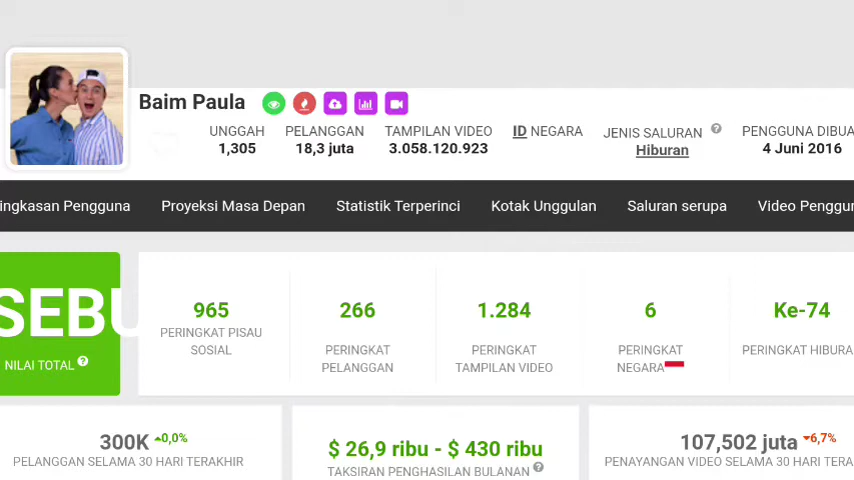 Baim Paula
UNGGAH
1,305
PELANGGAN
18,3 juta
TAMPILAN VIDEO
3.058.120.923
ID NEGARA
JENIS SALURAN
Hiburan
PENGGUNA DIBUA
4 Juni 2016
ingkasan Pengguna
Proyeksi Masa Depan
Statistik Terperinci
Kotak Unggulan
Saluran serupa
Video Penggun
SEBU
NILAI TOTAL
965
PERINGKAT PISAU
SOSIAL
266
PERINGKAT
PELANGGAN
1.284
PERINGKAT
TAMPILAN VIDEO
6
PERINGKAT
NEGARA
Ke-74
PERINGKAT HIBURA
300K 0,0%
PELANGGAN SELAMA 30 HARI TERAKHIR
$ 26,9 ribu - $ 430 ribu
TAKSIRAN PENGHASILAN BULANAN
107,502 juta 6,7%
PENAYANGAN VIDEO SELAMA 30 HARI TERA